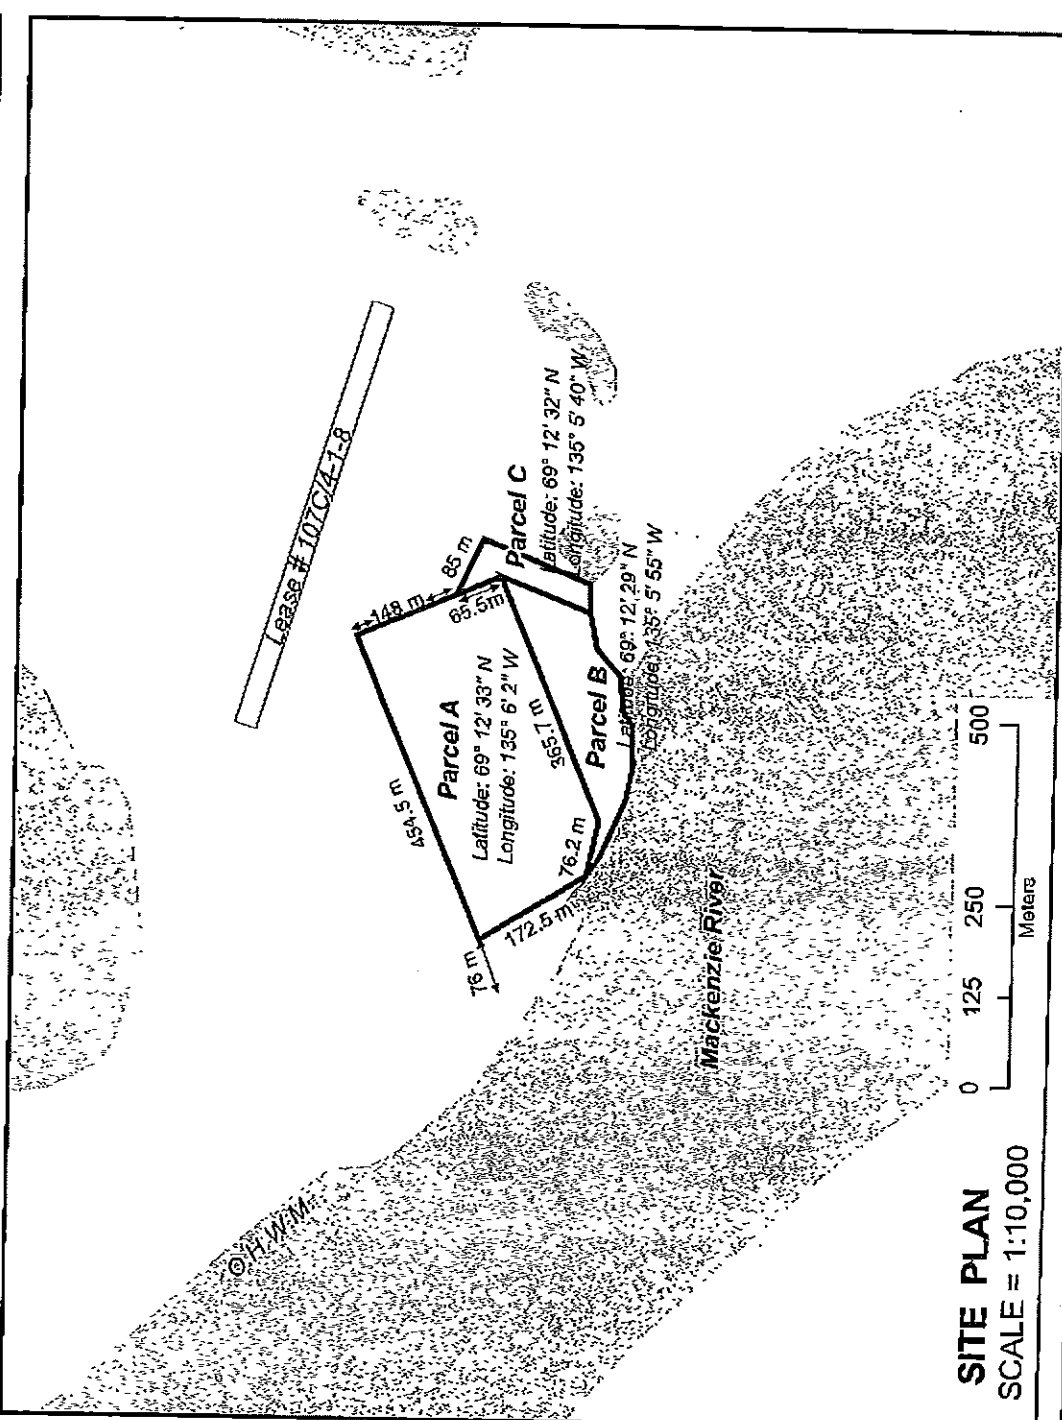 Lease # 107C/4-1-8
Parcel A
Latitude: 69° 12' 33" N
Longitude: 135° 6' 2" W
454.5 m
148 m
65.5m
85 m
Parcel C
Latitude: 69° 12' 32" N
Longitude: 135° 5' 40" W
76 m
172.5 m
76.2 m
365.7 m
Parcel B
Latitude: 69° 12' 29" N
Longitude: 135° 5' 55" W
O.H.W.M.
Mackenzie River
SITE PLAN
SCALE = 1:10,000
0 125 250 500
Meters